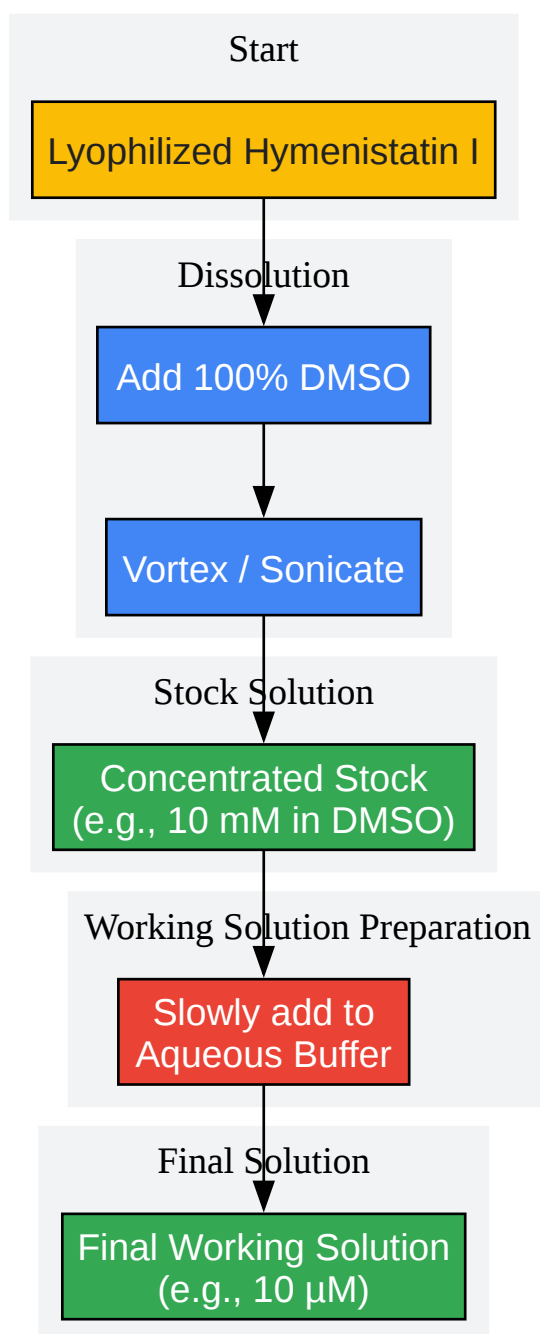 Start
Lyophilized Hymenistatin I
Dissolution
Add 100% DMSO
Vortex / Sonicate
Stock Solution
Concentrated Stock
(e.g., 10 mM in DMSO)
Working Solution Preparation
Slowly add to
Aqueous Buffer
Final Solution
Final Working Solution
(e.g., 10 µM)